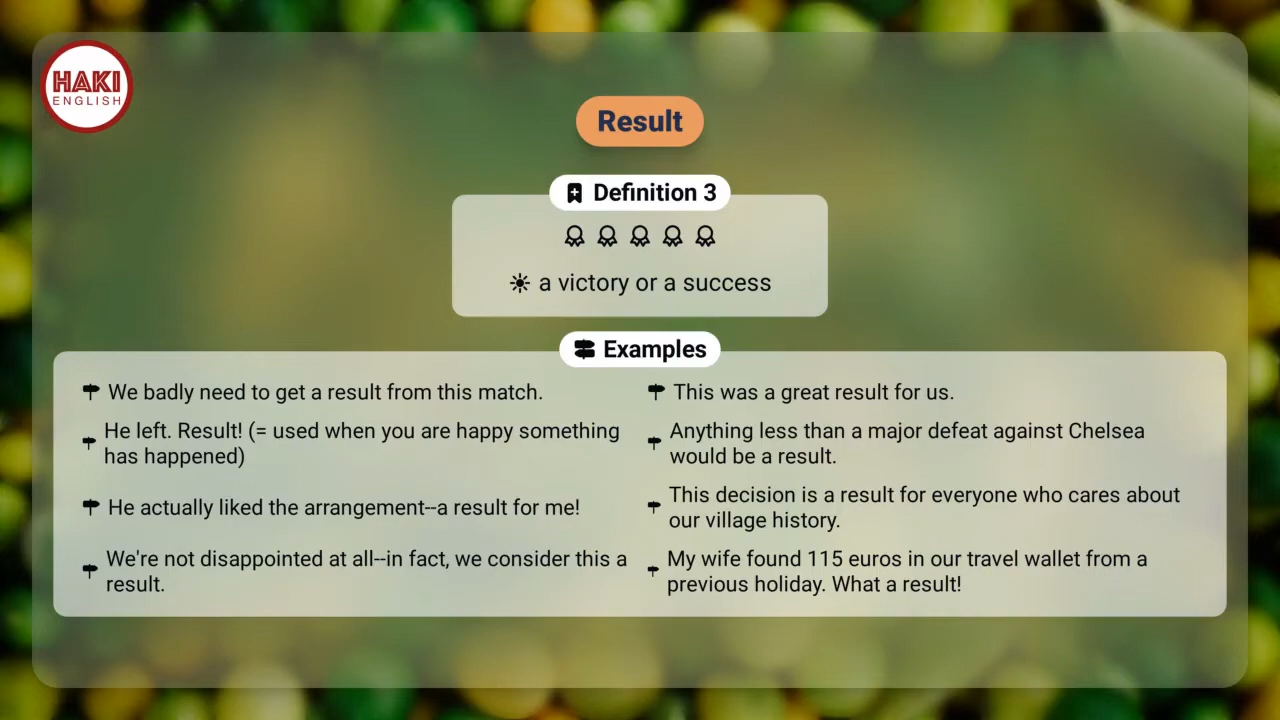 HAKI
ENGLISH
Result
Definition 3
a victory or a success
Examples
We badly need to get a result from this match.
He left. Result! (= used when you are happy something
has happened)
He actually liked the arrangement--a result for me!
We're not disappointed at all--in fact, we consider this a
result.
This was a great result for us.
Anything less than a major defeat against Chelsea
would be a result.
This decision is a result for everyone who cares about
our village history.
My wife found 115 euros in our travel wallet from a
previous holiday. What a result!